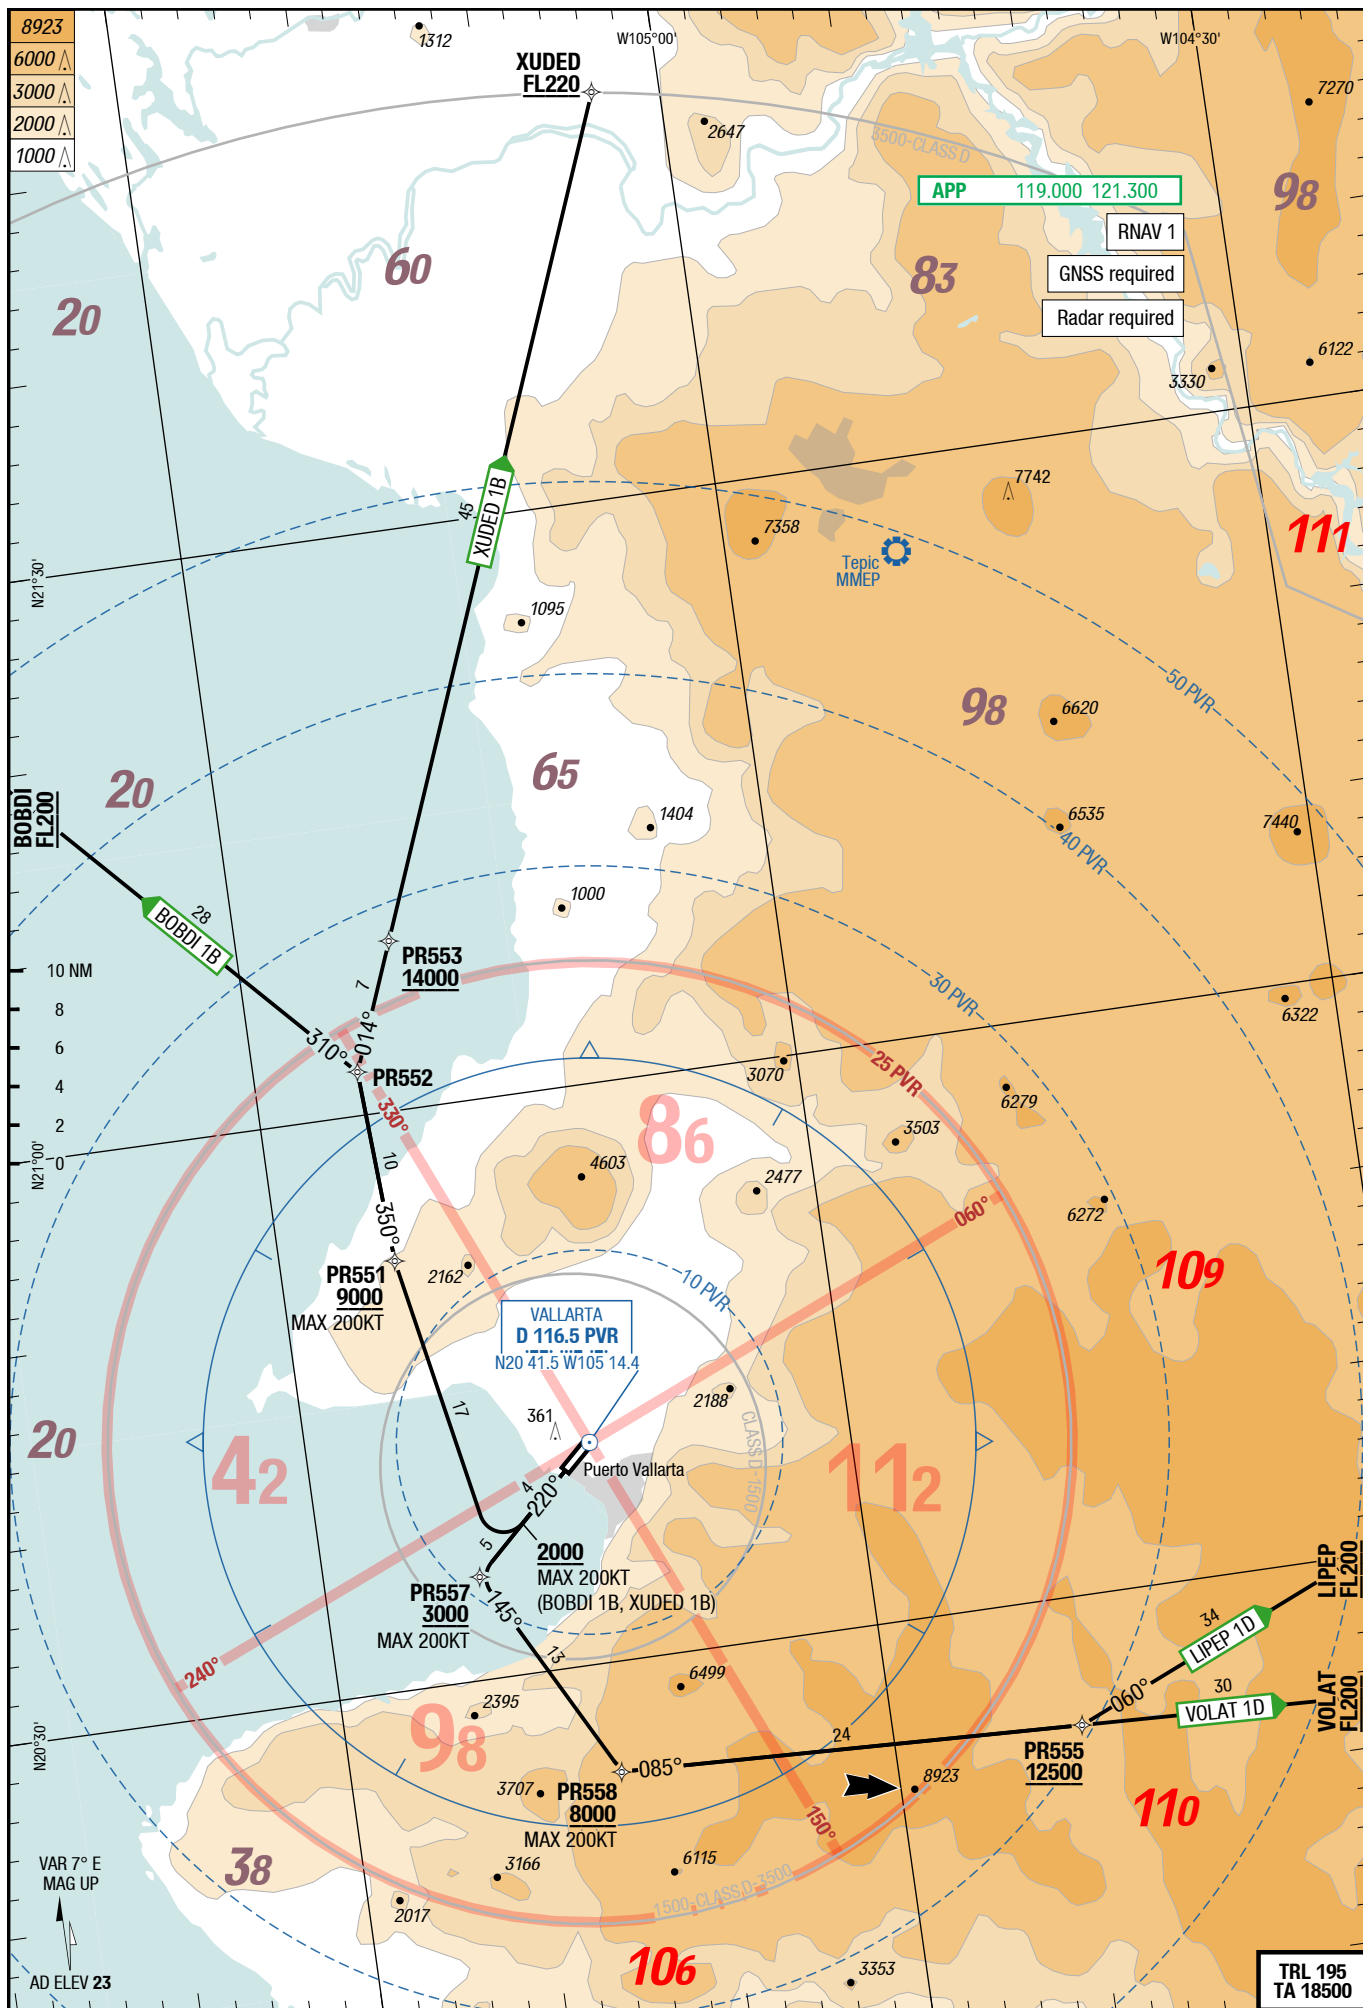 8923
6000
3000
2000
1000
1312
W105°00'
W104°30'
XUDED
FL220
7270
2647
3500-CLASS D
APP 119.000 121.300
98
RNAV 1
GNSS required
Radar required
60
83
20
6122
3330
45
XUDED 1B
7742
7358
111
Tepic
MMEP
N21°30'
1095
50 PVR
98
6620
65
20
BOBDI
FL200
1404
6535
7440
40 PVR
28
BOBDI 1B
1000
PR553
14000
10 NM
8
6
4
2
0
7
30 PVR
6322
014°
310°
PR552
25 PVR
3070
6279
330°
86
3503
N21°00'
10
4603
2477
060°
6272
350°
109
PR551
9000
MAX 200KT
2162
10 PVR
VALLARTA
D 116.5 PVR
N20 41.5 W105 14.4
2188
17
361
CLASS D-1500
20
42
112
Puerto Vallarta
4
220°
5
2000
MAX 200KT
(BOBDI 1B, XUDED 1B)
PR557
3000
MAX 200KT
145°
LIPEP
FL200
34
LIPEP 1D
13
240°
6499
060°
30
VOLAT 1D
VOLAT
FL200
2395
98
N20°30'
24
085°
PR555
12500
8923
3707
PR558
8000
MAX 200KT
150°
110
38
VAR 7° E
MAG UP
3166
6115
1500-CLASS D-3500
2017
106
3353
AD ELEV 23
TRL 195
TA 18500